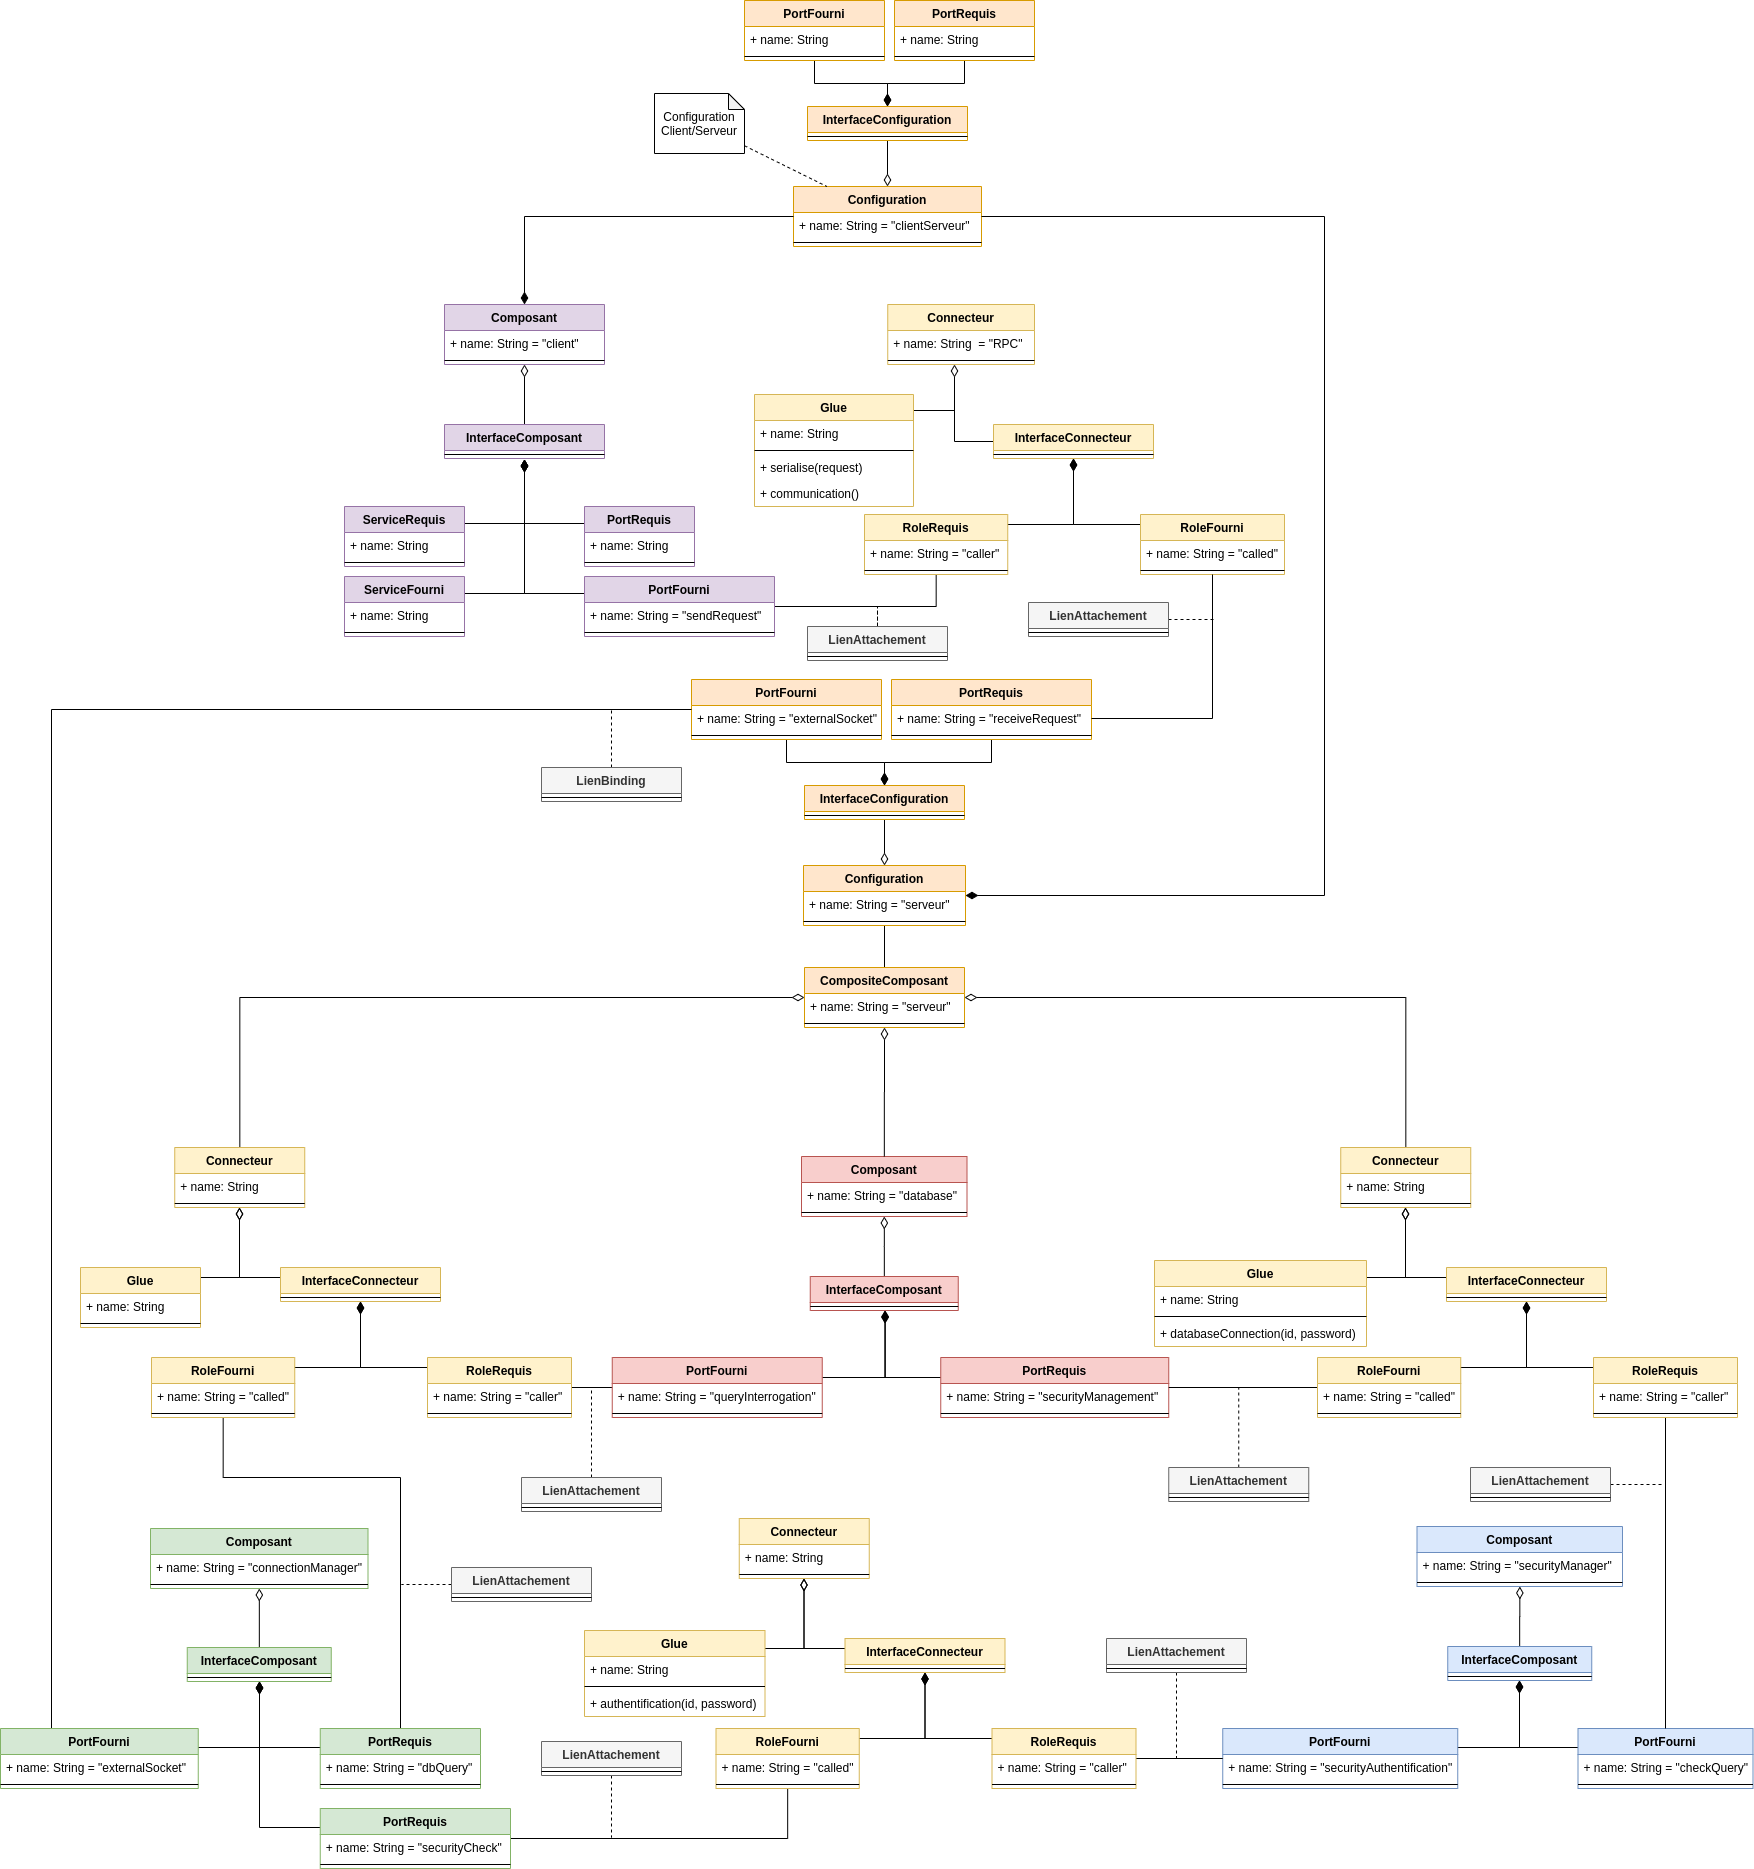 PortFourni
+ name: String
PortRequis
+ name: String
Configuration
Client/Serveur
InterfaceConfiguration
Configuration
+ name: String = "clientServeur"
Composant
+ name: String = "client"
Connecteur
+ name: String  = "RPC"
Glue
+ name: String
+ serialise(request)
+ communication()
InterfaceComposant
InterfaceConnecteur
ServiceRequis
+ name: String
PortRequis
+ name: String
RoleRequis
+ name: String = "caller"
RoleFourni
+ name: String = "called"
ServiceFourni
+ name: String
PortFourni
+ name: String = "sendRequest"
LienAttachement
LienAttachement
PortFourni
+ name: String = "externalSocket"
PortRequis
+ name: String = "receiveRequest"
LienBinding
InterfaceConfiguration
Configuration
+ name: String = "serveur"
CompositeComposant
+ name: String = "serveur"
Connecteur
+ name: String
Composant
+ name: String = "database"
Connecteur
+ name: String
Glue
+ name: String
InterfaceConnecteur
InterfaceComposant
Glue
+ name: String
+ databaseConnection(id, password)
InterfaceConnecteur
RoleFourni
+ name: String = "called"
RoleRequis
+ name: String = "caller"
PortFourni
+ name: String = "queryInterrogation"
PortRequis
+ name: String = "securityManagement"
RoleFourni
+ name: String = "called"
RoleRequis
+ name: String = "caller"
LienAttachement
LienAttachement
LienAttachement
Composant
+ name: String = "connectionManager"
LienAttachement
Connecteur
+ name: String
Composant
+ name: String = "securityManager"
InterfaceComposant
Glue
+ name: String
+ authentification(id, password)
InterfaceConnecteur
LienAttachement
InterfaceComposant
PortFourni
+ name: String = "externalSocket"
PortRequis
+ name: String = "dbQuery"
LienAttachement
RoleFourni
+ name: String = "called"
RoleRequis
+ name: String = "caller"
PortFourni
+ name: String = "securityAuthentification"
PortFourni
+ name: String = "checkQuery"
PortRequis
+ name: String = "securityCheck"